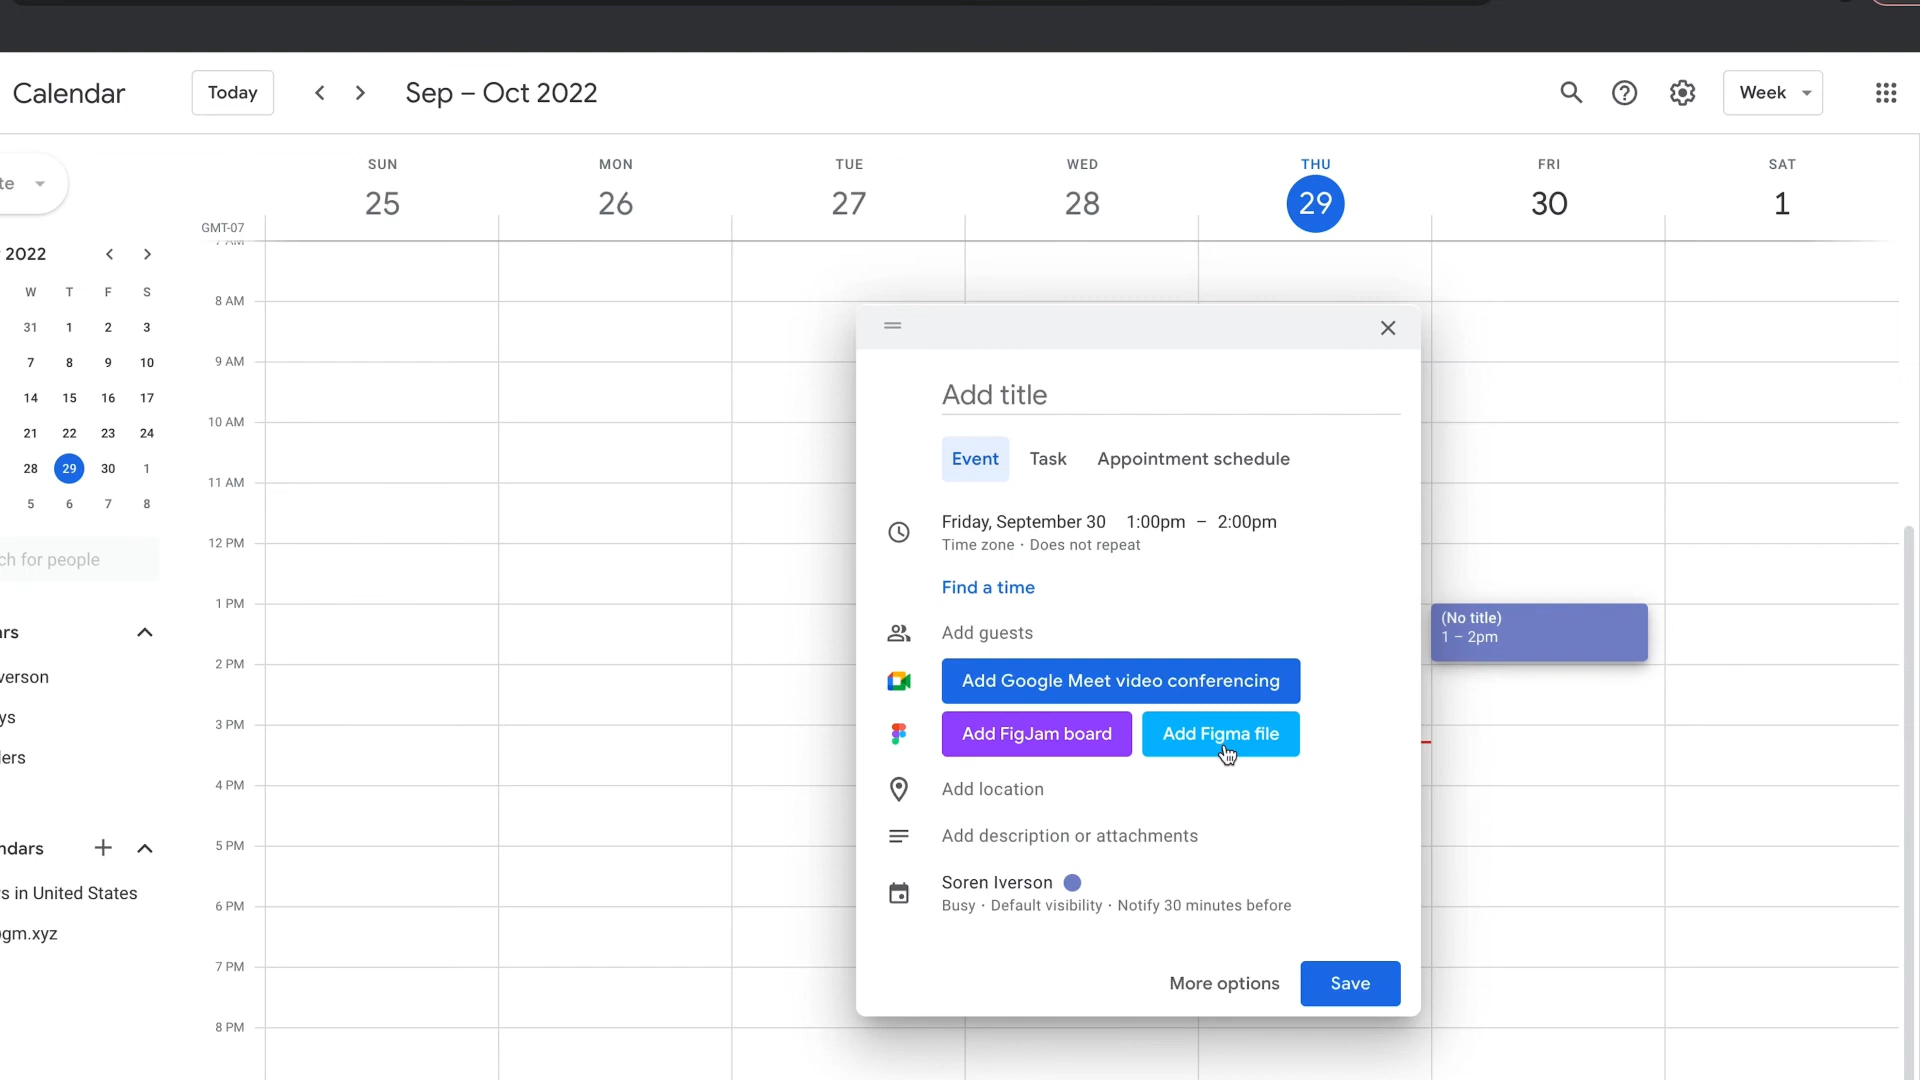 Calendar
Today
Sep – Oct 2022
Week
te
SUN
MON
TUE
WED
THU
FRI
SAT
25
26
27
28
29
30
1
GMT-07
7 AM
2022
W T F S
31 1 2 3
7 8 9 10
14 15 16 17
21 22 23 24
28 29 30 1
5 6 7 8
ch for people
ars
verson
ys
ders
ndars
s in United States
gm.xyz
8 AM
9 AM
10 AM
11 AM
12 PM
1 PM
2 PM
3 PM
4 PM
5 PM
6 PM
7 PM
8 PM
Add title
Event
Task
Appointment schedule
Friday, September 30 1:00pm – 2:00pm
Time zone · Does not repeat
Find a time
Add guests
Add Google Meet video conferencing
Add FigJam board
Add Figma file
Add location
Add description or attachments
Soren Iverson
Busy · Default visibility · Notify 30 minutes before
More options
Save
(No title)
1 – 2pm